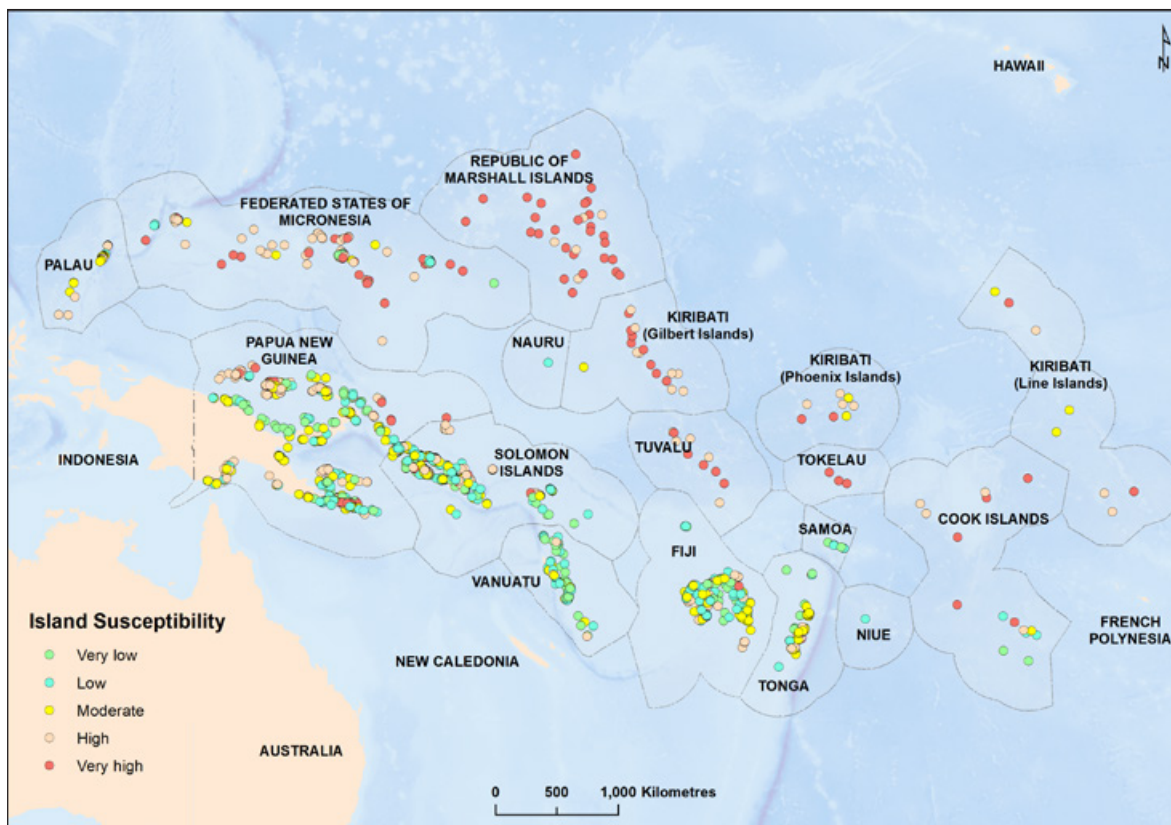 N
HAWAII
REPUBLIC OF
MARSHALL ISLANDS
FEDERATED STATES OF
MICRONESIA
PALAU
KIRIBATI
(Gilbert Islands)
NAURU
PAPUA NEW
GUINEA
KIRIBATI
(Phoenix Islands)
KIRIBATI
(Line Islands)
INDONESIA
SOLOMON
ISLANDS
TUVALU
TOKELAU
COOK ISLANDS
SAMOA
FIJI
VANUATU
NIUE
FRENCH
POLYNESIA
NEW CALEDONIA
TONGA
AUSTRALIA
Island Susceptibility
Very low
Low
Moderate
High
Very high
0 500 1,000 Kilometres